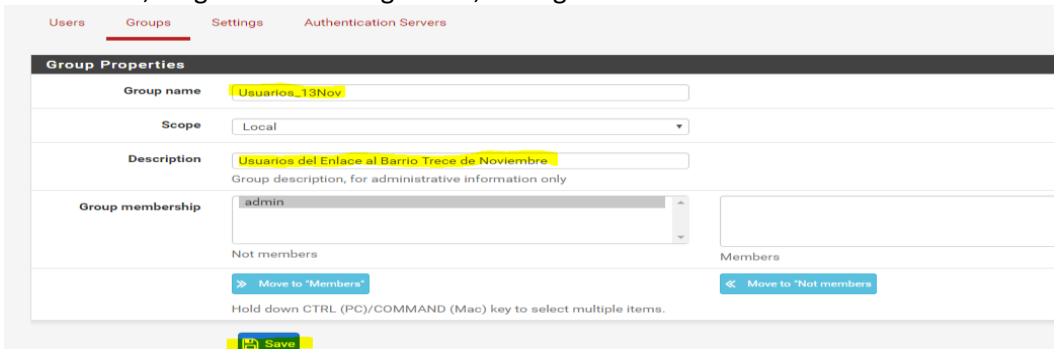 Users Groups Settings Authentication Servers
Group Properties
Group name Usuarios_13Nov
Scope Local
Description Usuarios del Enlace al Barrio Trece de Noviembre
Group description, for administrative information only
Group membership admin
Not members Members
Move to "Members" Move to "Not members
Hold down CTRL (PC)/COMMAND (Mac) key to select multiple items.
Save